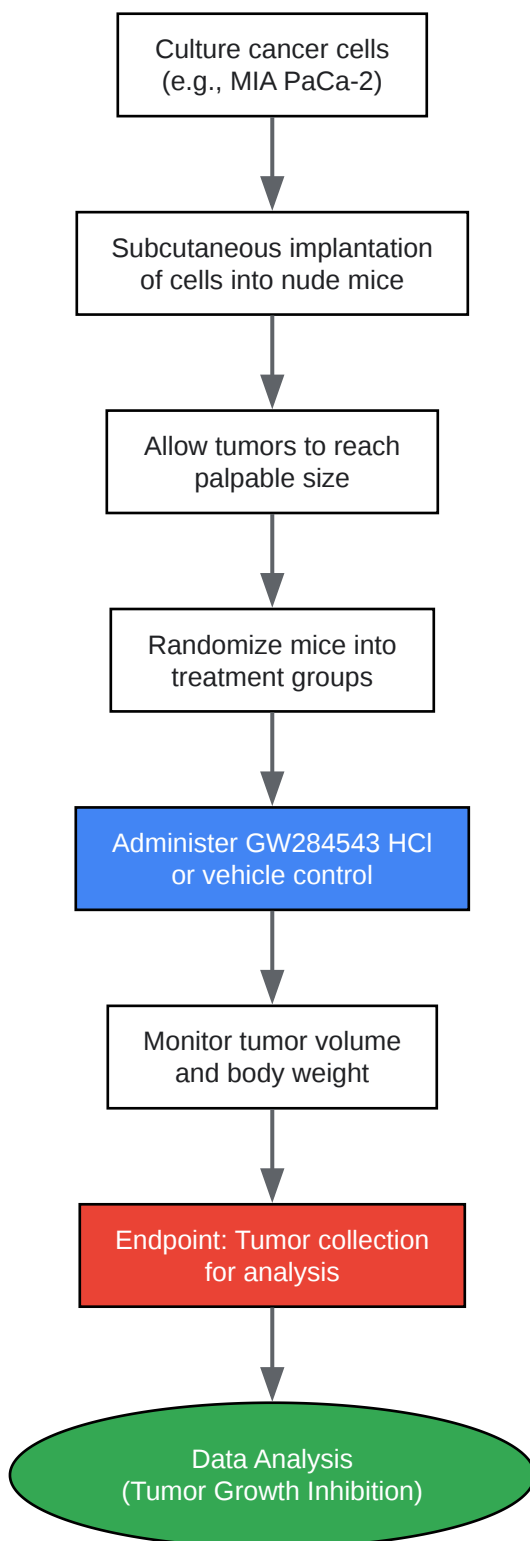 Culture cancer cells
(e.g., MIA PaCa-2)
Subcutaneous implantation
of cells into nude mice
Allow tumors to reach
palpable size
Randomize mice into
treatment groups
Administer GW284543 HCl
or vehicle control
Monitor tumor volume
and body weight
Endpoint: Tumor collection
for analysis
Data Analysis
(Tumor Growth Inhibition)